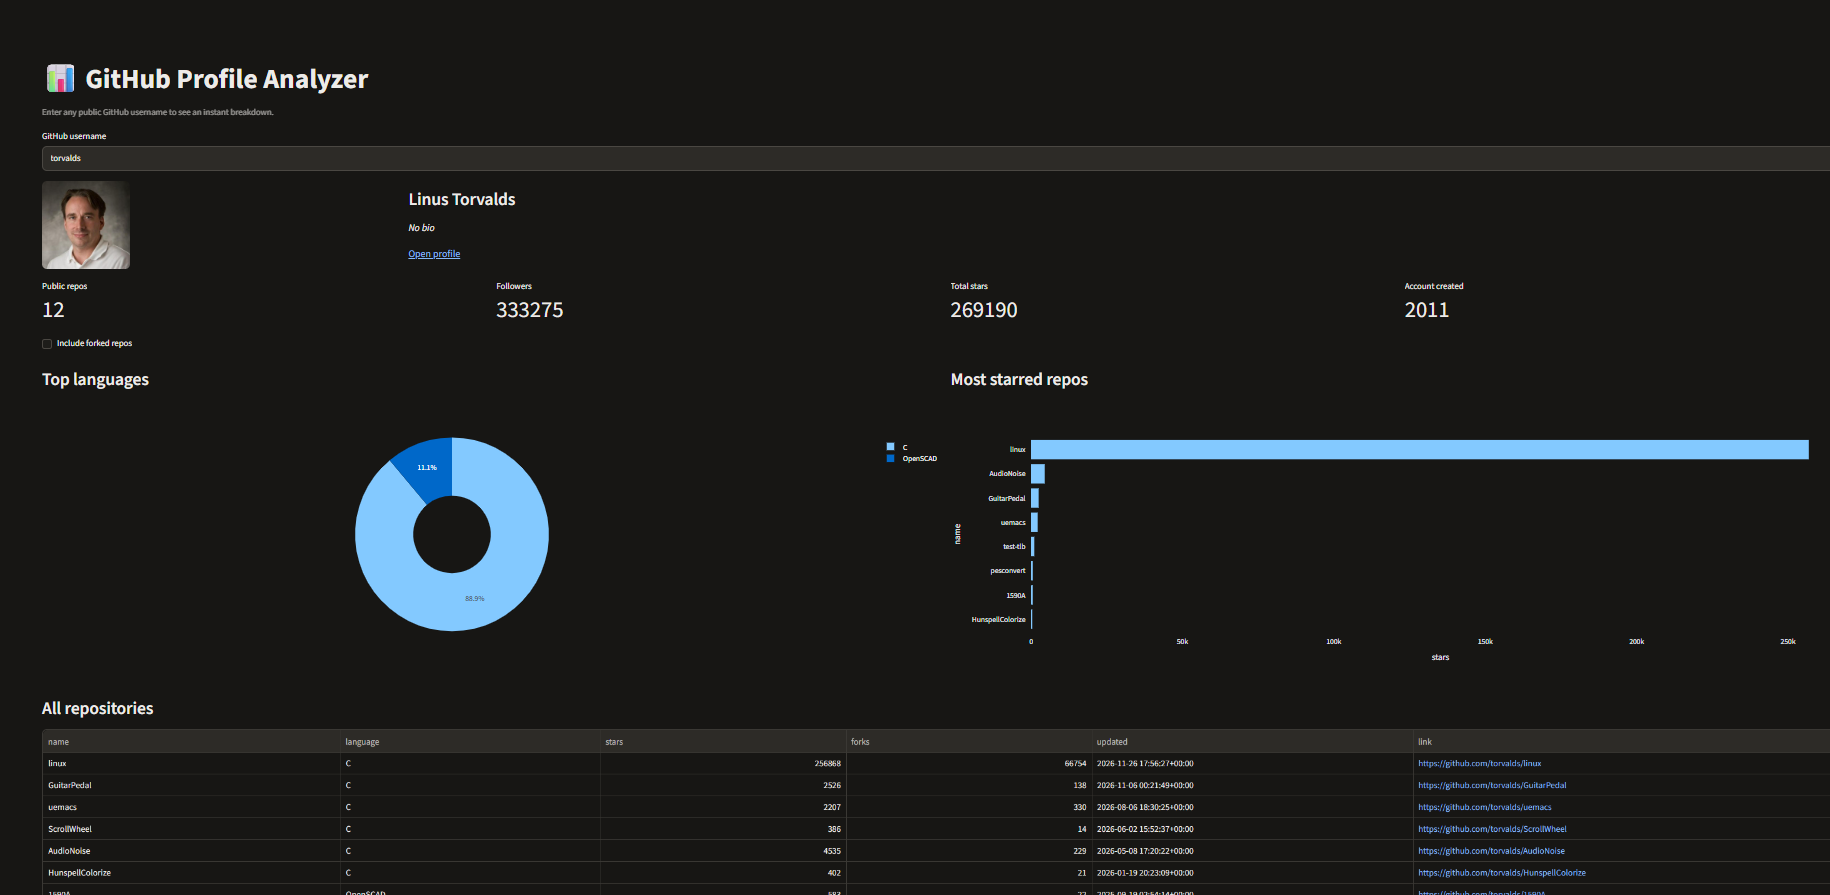 GitHub Profile Analyzer
Enter any public GitHub username to see an instant breakdown.
GitHub username
torvalds
Linus Torvalds
No bio
Open profile
Public repos
12
Followers
333275
Total stars
269190
Account created
2011
Include forked repos
Top languages
11.1%
88.9%
C
OpenSCAD
Most starred repos
name
linux
AudioNoise
GuitarPedal
uemacs
test-tlb
pesconvert
1590A
HunspellColorize
0 50k 100k 150k 200k 250k
stars
All repositories
name language stars forks updated link
linux C 256868 66754 2026-11-26 17:56:27+00:00 https://github.com/torvalds/linux
GuitarPedal C 2526 138 2026-11-06 00:21:49+00:00 https://github.com/torvalds/GuitarPedal
uemacs C 2207 330 2026-08-06 18:30:25+00:00 https://github.com/torvalds/uemacs
ScrollWheel C 386 14 2026-06-02 15:52:37+00:00 https://github.com/torvalds/ScrollWheel
AudioNoise C 4535 229 2026-05-08 17:20:22+00:00 https://github.com/torvalds/AudioNoise
HunspellColorize C 402 21 2026-01-19 20:23:09+00:00 https://github.com/torvalds/HunspellColorize
1590A OpenSCAD https://github.com/torvalds/1590A